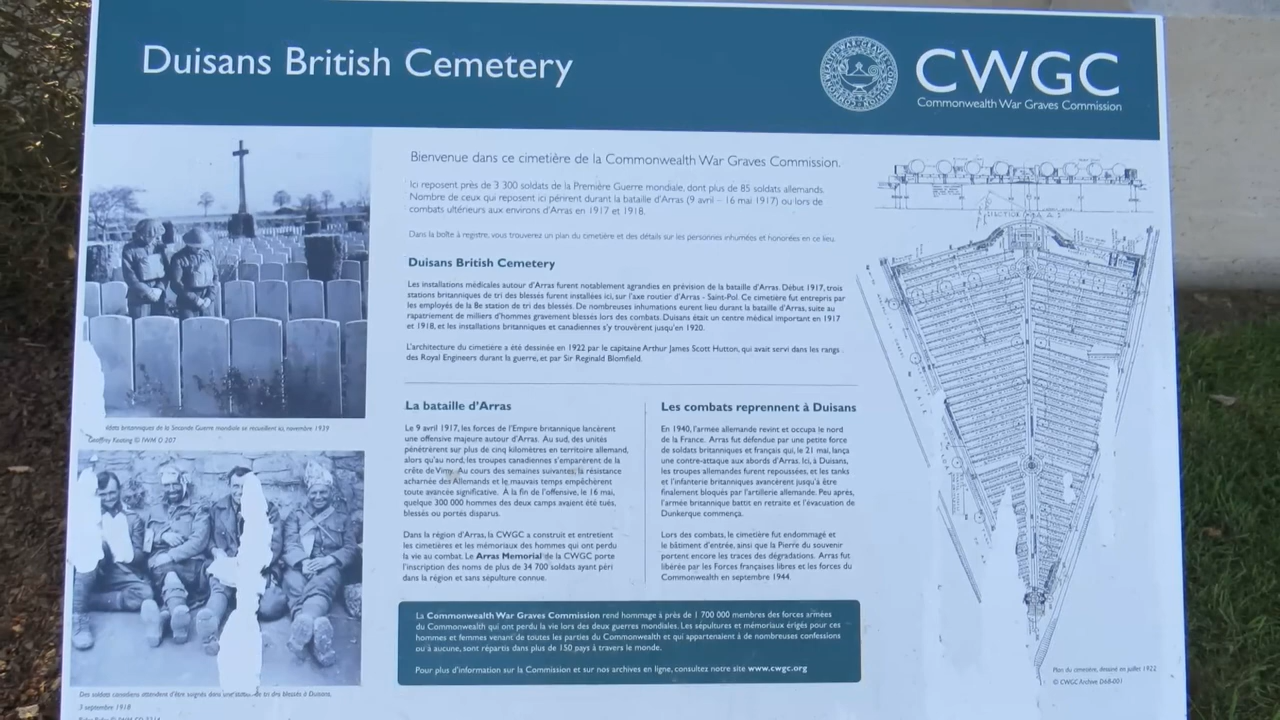 Duisans British Cemetery
CWGC
Commonwealth War Graves Commission
Bienvenue dans ce cimetière de la Commonwealth War Graves Commission.
Ici reposent près de 3 300 soldats de la Première Guerre mondiale, dont plus de 85 soldats allemands.
Nombre de ceux qui reposent ici périrent durant la bataille d'Arras (9 avril – 16 mai 1917) ou lors de
combats ultérieurs aux environs d'Arras en 1917 et 1918.
Dans la boîte à registre, vous trouverez un plan du cimetière et des détails sur les personnes inhumées et honorées en ce lieu.
Duisans British Cemetery
Les installations médicales autour d'Arras furent notablement agrandies en prévision de la bataille d'Arras. Début 1917, trois
stations britanniques de tri des blessés furent installées ici, sur l'axe routier d'Arras - Saint-Pol. Ce cimetière fut entrepris par
les employés de la 8e station de tri des blessés. De nombreuses inhumations eurent lieu durant la bataille d'Arras, suite au
rapatriement de milliers d'hommes gravement blessés lors des combats. Duisans était un centre médical important en 1917
et 1918, et les installations britanniques et canadiennes s'y trouvèrent jusqu'en 1920.
L'architecture du cimetière a été dessinée en 1922 par le capitaine Arthur James Scott Hutton, qui avait servi dans les rangs
des Royal Engineers durant la guerre, et par Sir Reginald Blomfield.
La bataille d'Arras
Le 9 avril 1917, les forces de l'Empire britannique lancèrent
une offensive majeure autour d'Arras. Au sud, des unités
pénétrèrent sur plus de cinq kilomètres en territoire allemand,
alors qu'au nord, les troupes canadiennes s'emparèrent de la
crête de Vimy. Au cours des semaines suivantes, la résistance
acharnée des Allemands et le mauvais temps empêchèrent
toute avancée significative. À la fin de l'offensive, le 16 mai,
quelque 300 000 hommes des deux camps avaient été tués,
blessés ou portés disparus.
Dans la région d'Arras, la CWGC a construit et entretient
les cimetières et les mémoriaux des hommes qui ont perdu
la vie au combat. Le Arras Memorial de la CWGC porte
l'inscription des noms de plus de 34 700 soldats ayant péri
dans la région et sans sépulture connue.
Les combats reprennent à Duisans
En 1940, l'armée allemande revint et occupa le nord
de la France. Arras fut défendue par une petite force
de soldats britanniques et français qui, le 21 mai, lança
une contre-attaque aux abords d'Arras. Ici, à Duisans,
les troupes allemandes furent repoussées, et les tanks
et l'infanterie britanniques avancèrent jusqu'à être
finalement bloqués par l'artillerie allemande. Peu après,
l'armée britannique battit en retraite et l'évacuation de
Dunkerque commença.
Lors des combats, le cimetière fut endommagé et
le bâtiment d'entrée, ainsi que la Pierre du souvenir
portent encore les traces des dégradations. Arras fut
libérée par les Forces françaises libres et les forces du
Commonwealth en septembre 1944.
La Commonwealth War Graves Commission rend hommage à près de 1 700 000 membres des forces armées
du Commonwealth qui ont perdu la vie lors des deux guerres mondiales. Les sépultures et mémoriaux érigés pour ces
hommes et femmes venant de toutes les parties du Commonwealth et qui appartenaient à de nombreuses confessions
ou à aucune, sont répartis dans plus de 150 pays à travers le monde.
Pour plus d'information sur la Commission et sur nos archives en ligne, consultez notre site www.cwgc.org
britanniques de la Seconde Guerre mondiale se recueillent ici, novembre 1939
Geoffrey Keating © IWM O 207
Des soldats canadiens attendent d'être soignés dans une station de tri des blessés à Duisans,
3 septembre 1918
Plan du cimetière, dessiné en juillet 1922
© CWGC Archive